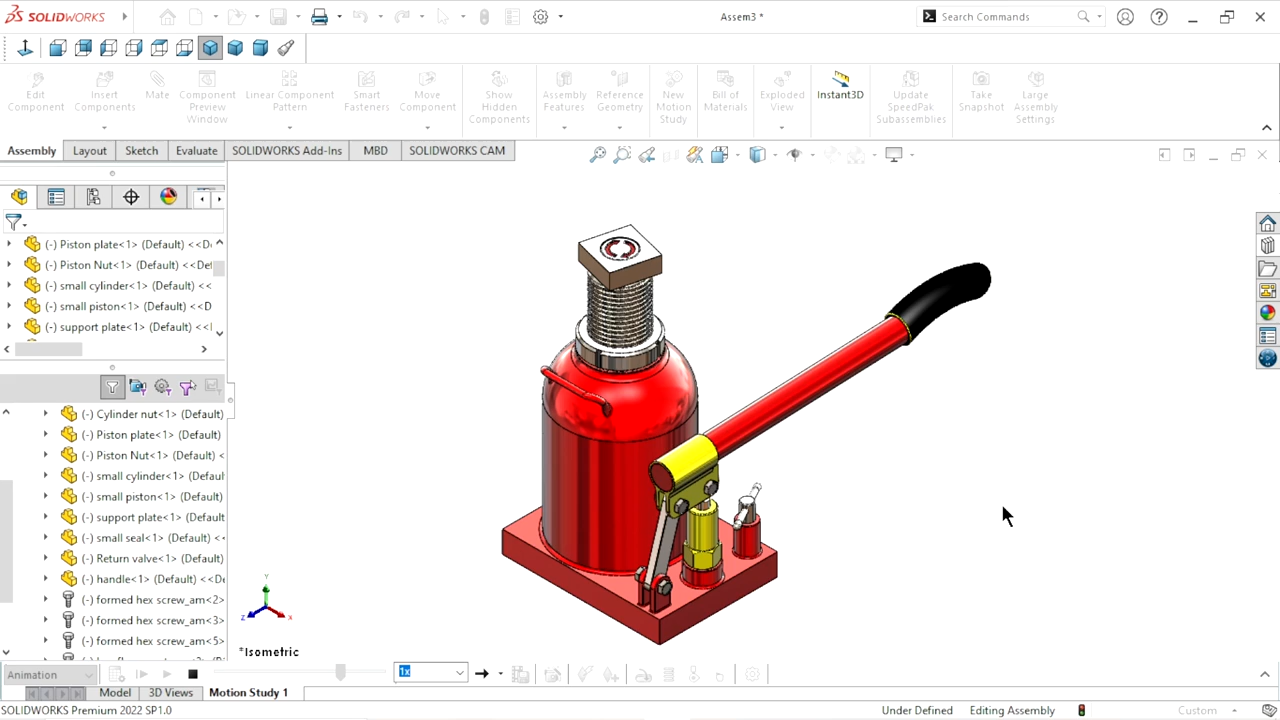 SOLIDWORKS
Assem3 *
Search Commands
Edit Component
Insert Components
Mate
Component Preview Window
Linear Component Pattern
Smart Fasteners
Move Component
Show Hidden Components
Assembly Features
Reference Geometry
New Motion Study
Bill of Materials
Exploded View
Instant3D
Update SpeedPak Subassemblies
Take Snapshot
Large Assembly Settings
Assembly
Layout
Sketch
Evaluate
SOLIDWORKS Add-Ins
MBD
SOLIDWORKS CAM
(-) Piston plate<1> (Default) <<D
(-) Piston Nut<1> (Default) <<De
(-) small cylinder<1> (Default) <<
(-) small piston<1> (Default) <<D
(-) support plate<1> (Default) <<
(-) Cylinder nut<1> (Default)
(-) Piston plate<1> (Default)
(-) Piston Nut<1> (Default) <
(-) small cylinder<1> (Defaul
(-) small piston<1> (Default)
(-) support plate<1> (Default
(-) small seal<1> (Default) <<
(-) Return valve<1> (Default)
(-) handle<1> (Default) <<De
(-) formed hex screw_am<2>
(-) formed hex screw_am<3>
(-) formed hex screw_am<5>
Y
Z
X
*Isometric
Animation
1x
Model
3D Views
Motion Study 1
SOLIDWORKS Premium 2022 SP1.0
Under Defined
Editing Assembly
Custom